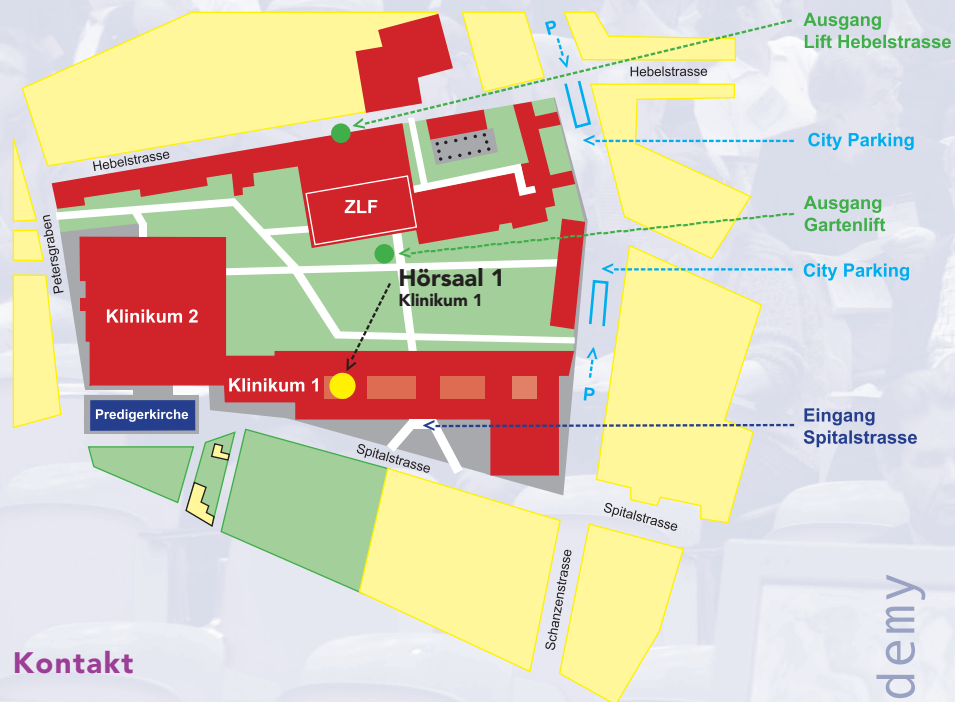 Ausgang
Lift Hebelstrasse
P
Hebelstrasse
City Parking
Hebelstrasse
ZLF
Ausgang
Gartenlift
Petersgraben
City Parking
Hörsaal 1
Klinikum 1
Klinikum 2
Klinikum 1
P
Predigerkirche
Eingang
Spitalstrasse
Spitalstrasse
Spitalstrasse
Schanzenstrasse
demy
Kontakt